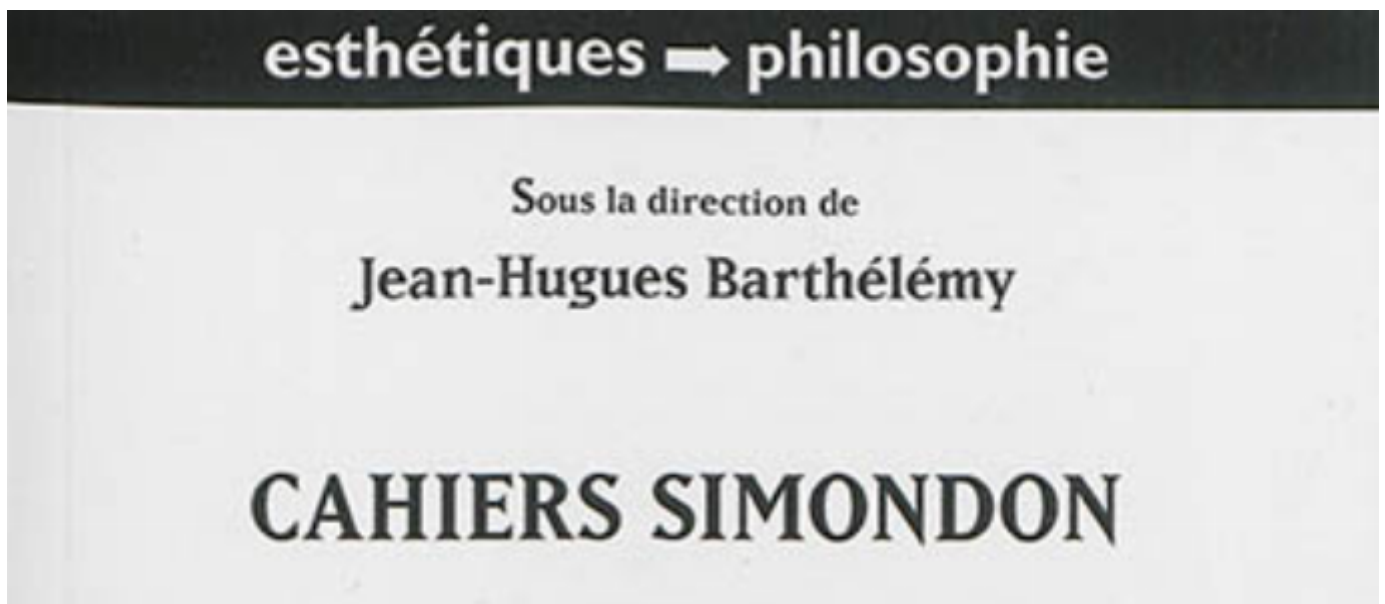 esthétiques ➡ philosophie
Sous la direction de
Jean-Hugues Barthélémy
CAHIERS SIMONDON